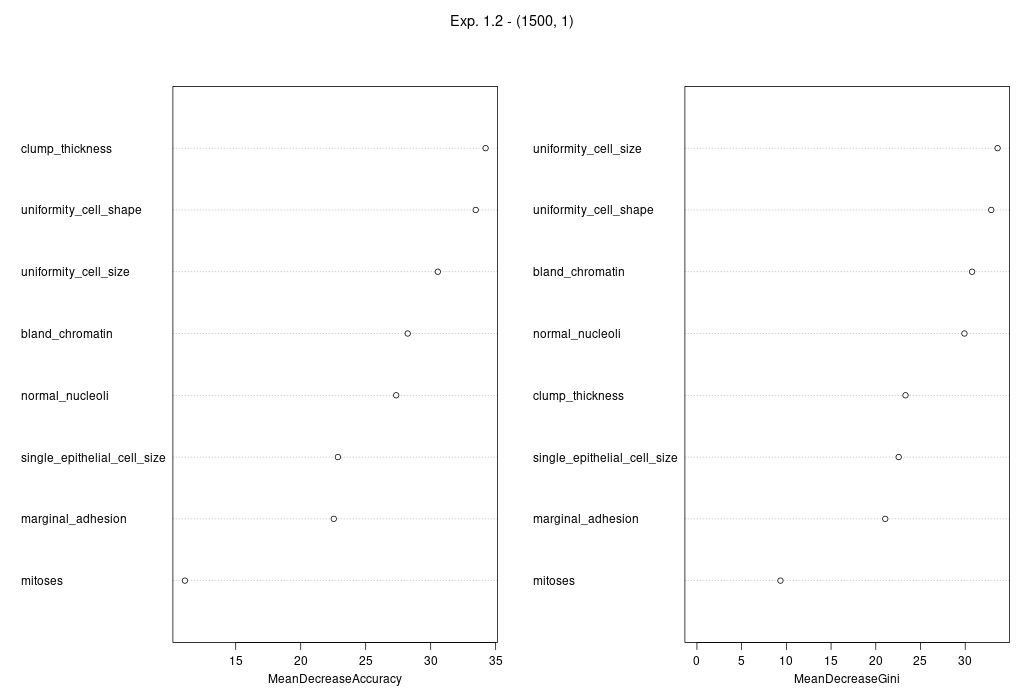 Exp. 1.2 - (1500, 1)
clump_thickness
uniformity_cell_shape
uniformity_cell_size
bland_chromatin
normal_nucleoli
single_epithelial_cell_size
marginal_adhesion
mitoses
15 20 25 30 35
MeanDecreaseAccuracy
uniformity_cell_size
uniformity_cell_shape
bland_chromatin
normal_nucleoli
clump_thickness
single_epithelial_cell_size
marginal_adhesion
mitoses
0 5 10 15 20 25 30
MeanDecreaseGini